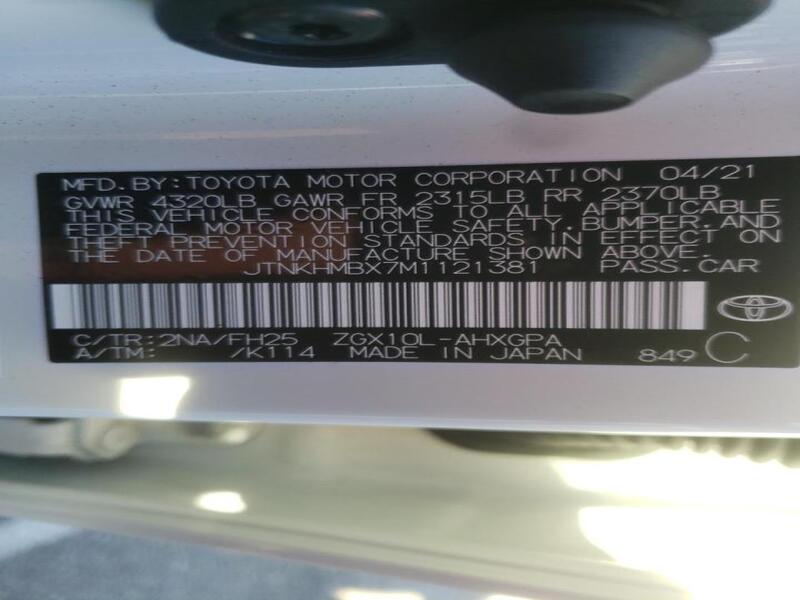 MFD.BY:TOYOTA MOTOR CORPORATION 04/21
GVWR 4320LB GAWR FR 2315LB RR 2370LB
THIS VEHICLE CONFORMS TO ALL APPLICABLE
FEDERAL MOTOR VEHICLE SAFETY,BUMPER,AND
THEFT PREVENTION STANDARDS IN EFFECT ON
THE DATE OF MANUFACTURE SHOWN ABOVE.
JTNKHMBX7M1121381 PASS.CAR
C/TR:2NA/FH25 ZGX10L-AHXGPA
A/TM: /K114 MADE IN JAPAN 849 C